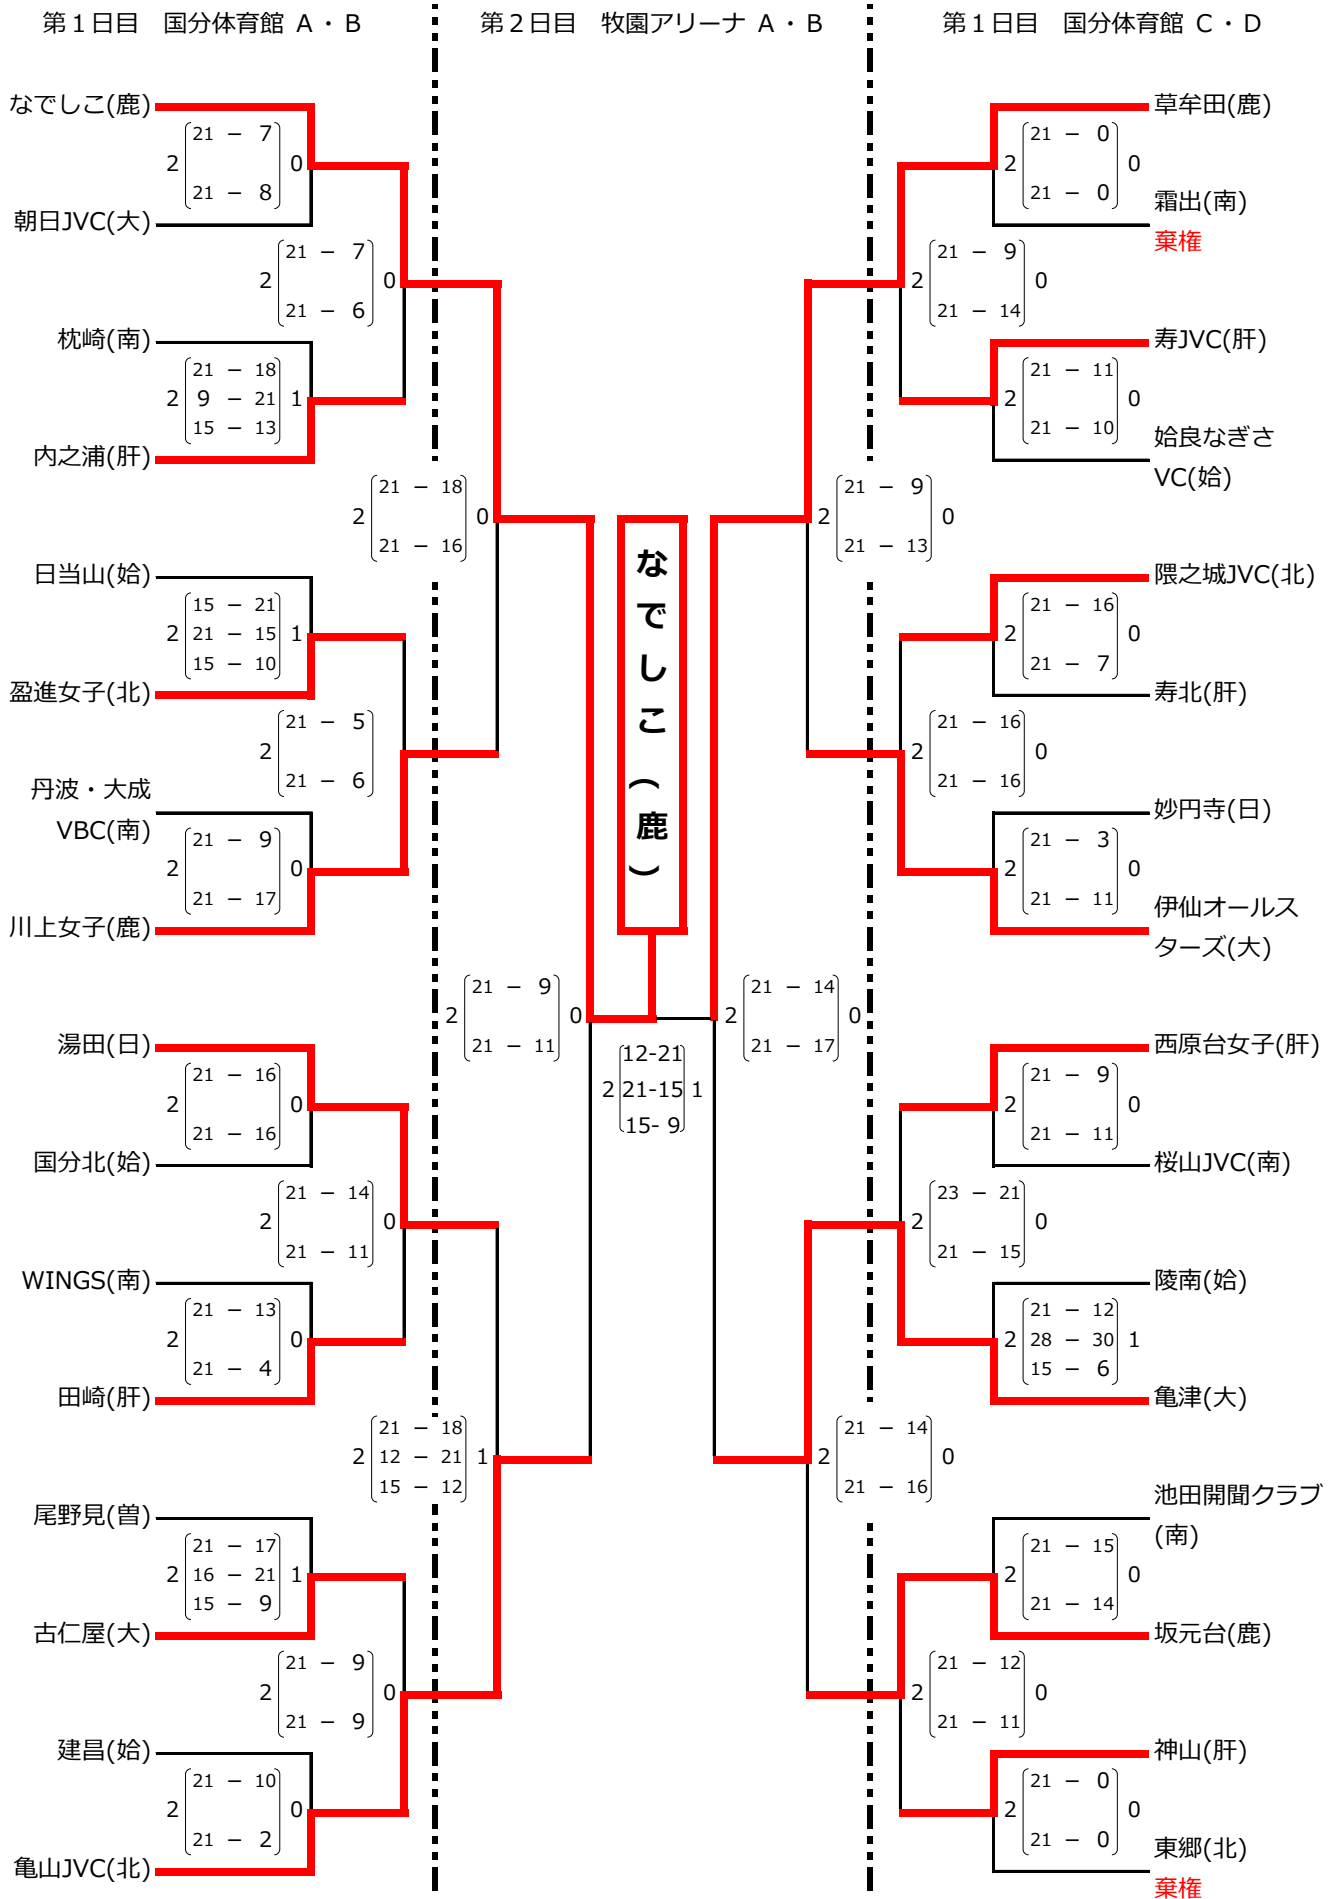 第１日目　国分体育館 A・B
第２日目　牧園アリーナ A・B
第１日目　国分体育館 C・D
なでしこ(鹿)
21 － 7
2 0
21 － 8
朝日JVC(大)
21 － 7
2 0
21 － 6
枕崎(南)
21 － 18
2 9 － 21 1
15 － 13
内之浦(肝)
21 － 18
2 0
21 － 16
日当山(姶)
15 － 21
2 21 － 15 1
15 － 10
盈進女子(北)
21 － 5
2
21 － 6
丹波・大成
VBC(南)
21 － 9
2 0
21 － 17
川上女子(鹿)
21 － 9
2 0
21 － 11
湯田(日)
21 － 16
2 0
21 － 16
国分北(姶)
21 － 14
2 0
21 － 11
WINGS(南)
21 － 13
2 0
21 － 4
田崎(肝)
21 － 18
2 12 － 21 1
15 － 12
尾野見(曽)
21 － 17
2 16 － 21 1
15 － 9
古仁屋(大)
21 － 9
2 0
21 － 9
建昌(姶)
21 － 10
2 0
21 － 2
亀山JVC(北)
なでしこ（鹿）
12-21
2 21-15 1
15- 9
草牟田(鹿)
21 － 0
2 0
21 － 0
霜出(南)
棄権
21 － 9
2 0
21 － 14
寿JVC(肝)
21 － 11
2 0
21 － 10
姶良なぎさ
VC(姶)
21 － 9
2 0
21 － 13
隈之城JVC(北)
21 － 16
2 0
21 － 7
寿北(肝)
21 － 16
2 0
21 － 16
妙円寺(日)
21 － 3
2 0
21 － 11
伊仙オールス
ターズ(大)
21 － 14
2 0
21 － 17
西原台女子(肝)
21 － 9
2 0
21 － 11
桜山JVC(南)
23 － 21
2 0
21 － 15
陵南(姶)
21 － 12
2 28 － 30 1
15 － 6
亀津(大)
21 － 14
2 0
21 － 16
池田開聞クラブ
(南)
21 － 15
2 0
21 － 14
坂元台(鹿)
21 － 12
2 0
21 － 11
神山(肝)
21 － 0
2 0
21 － 0
東郷(北)
棄権